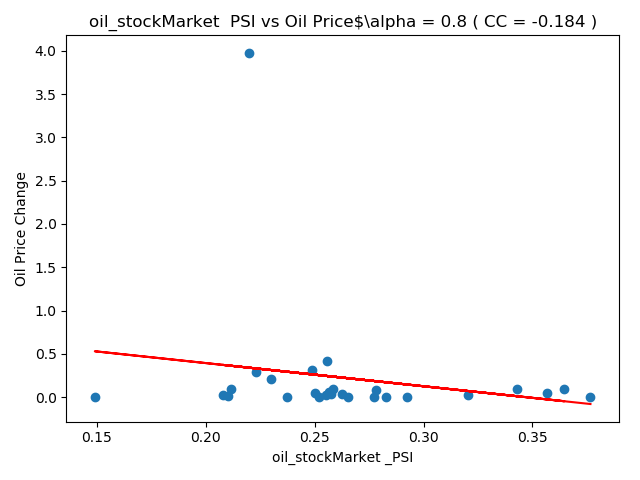 oil_stockMarket  PSI vs Oil Price$\alpha = 0.8 ( CC = -0.184 )
4.0
3.5
3.0
2.5
2.0
1.5
1.0
0.5
0.0
Oil Price Change
0.15 0.20 0.25 0.30 0.35
oil_stockMarket _PSI